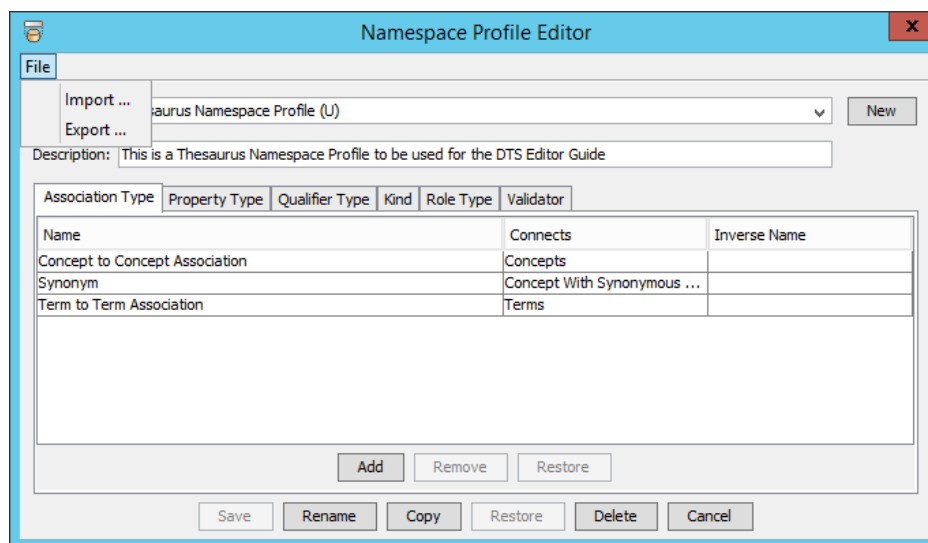 Namespace Profile Editor
x
File
Import ...
Export ...
Namespace Profile (U)
New
Description: This is a Thesaurus Namespace Profile to be used for the DTS Editor Guide
Association Type Property Type Qualifier Type Kind Role Type Validator
Name Connects Inverse Name
Concept to Concept Association Concepts
Synonym Concept With Synonymous ...
Term to Term Association Terms
Add Remove Restore
Save Rename Copy Restore Delete Cancel